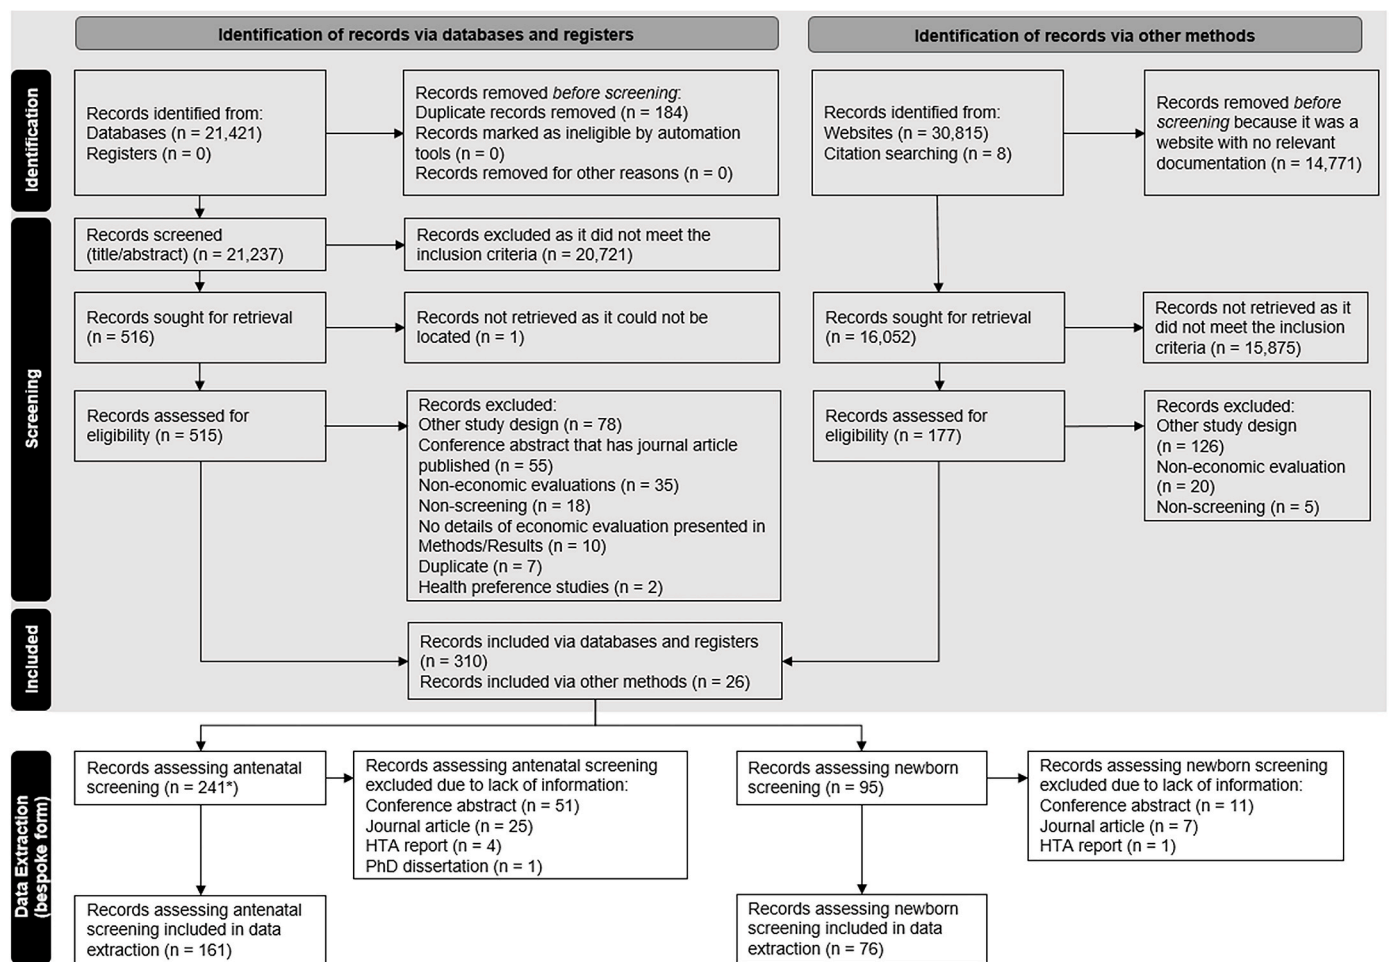 Identification of records via databases and registers
Identification of records via other methods
Identification
Records identified from:
Databases (n = 21,421)
Registers (n = 0)
Records removed before screening:
Duplicate records removed (n = 184)
Records marked as ineligible by automation
tools (n = 0)
Records removed for other reasons (n = 0)
Records identified from:
Websites (n = 30,815)
Citation searching (n = 8)
Records removed before
screening because it was a
website with no relevant
documentation (n = 14,771)
Screening
Records screened
(title/abstract) (n = 21,237)
Records excluded as it did not meet the
inclusion criteria (n = 20,721)
Records sought for retrieval
(n = 516)
Records not retrieved as it could not be
located (n = 1)
Records sought for retrieval
(n = 16,052)
Records not retrieved as it
did not meet the inclusion
criteria (n = 15,875)
Records assessed for
eligibility (n = 515)
Records excluded:
Other study design (n = 78)
Conference abstract that has journal article
published (n = 55)
Non-economic evaluations (n = 35)
Non-screening (n = 18)
No details of economic evaluation presented in
Methods/Results (n = 10)
Duplicate (n = 7)
Health preference studies (n = 2)
Records assessed for
eligibility (n = 177)
Records excluded:
Other study design
(n = 126)
Non-economic evaluation
(n = 20)
Non-screening (n = 5)
Included
Records included via databases and registers
(n = 310)
Records included via other methods (n = 26)
Data Extraction
(bespoke form)
Records assessing antenatal
screening (n = 241*)
Records assessing antenatal screening
excluded due to lack of information:
Conference abstract (n = 51)
Journal article (n = 25)
HTA report (n = 4)
PhD dissertation (n = 1)
Records assessing newborn
screening (n = 95)
Records assessing newborn screening
excluded due to lack of information:
Conference abstract (n = 11)
Journal article (n = 7)
HTA report (n = 1)
Records assessing antenatal
screening included in data
extraction (n = 161)
Records assessing newborn
screening included in data
extraction (n = 76)